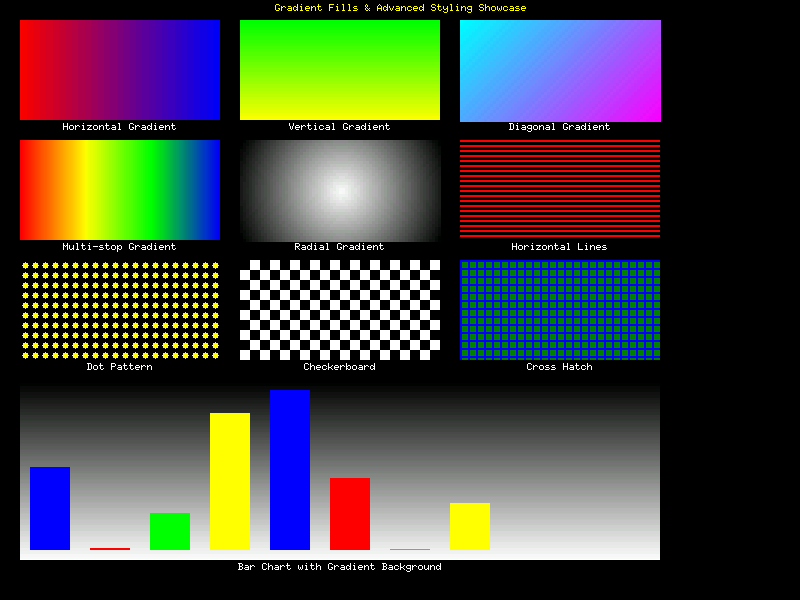 Gradient Fills & Advanced Styling Showcase
Horizontal Gradient
Vertical Gradient
Diagonal Gradient
Multi-stop Gradient
Radial Gradient
Horizontal Lines
Dot Pattern
Checkerboard
Cross Hatch
Bar Chart with Gradient Background